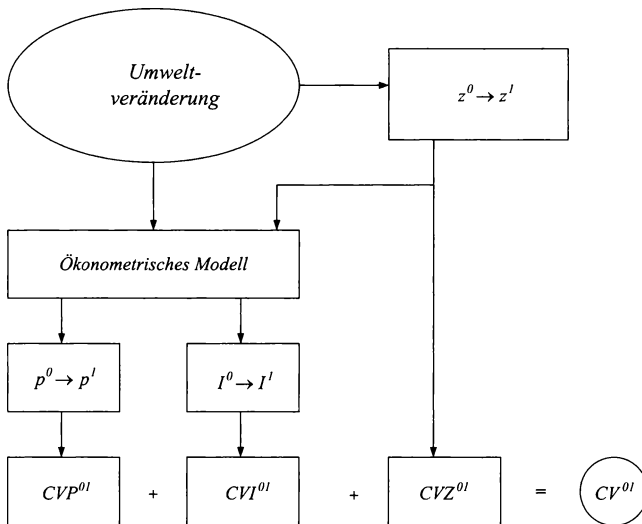 Umwelt-
veränderung
z⁰ → z¹
Ökonometrisches Modell
p⁰ → p¹
I⁰ → I¹
CVP⁰¹ + CVI⁰¹ + CVZ⁰¹ = CV⁰¹